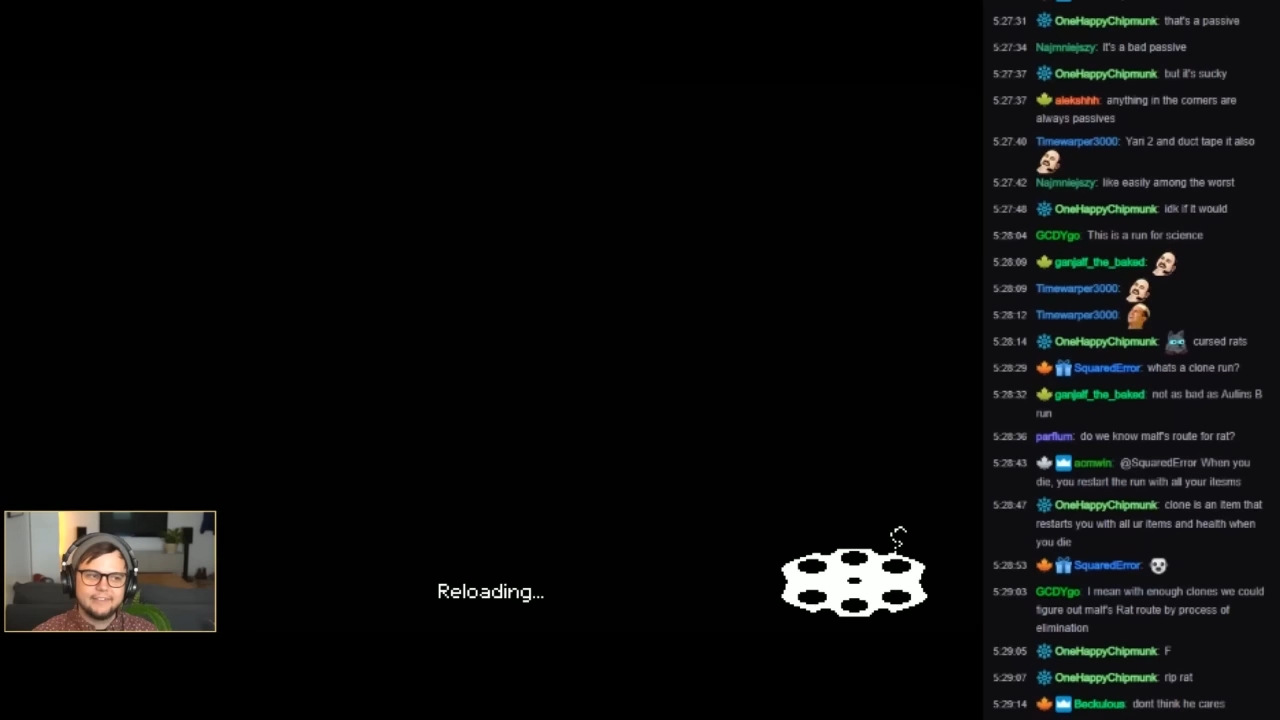 5:27:31 OneHappyChipmunk: that's a passive
5:27:34 Najmniejszy: It's a bad passive
5:27:37 OneHappyChipmunk: but it's sucky
5:27:37 alekahhh: anything in the corners are
always passives
5:27:40 Timewarper3000: Yari 2 and duct tape it also
5:27:42 Najmniejszy: like easily among the worst
5:27:48 OneHappyChipmunk: idk if it would
5:28:04 GCDYgo: This is a run for science
5:28:09 ganjalf_the_baked:
5:28:09 Timewarper3000:
5:28:12 Timewarper3000:
5:28:14 OneHappyChipmunk: cursed rats
5:28:29 SquaredError: whats a clone run?
5:28:32 ganjalf_the_baked: not as bad as Aulins B
run
5:28:36 parflum: do we know malf's route for rat?
5:28:43 acmwin: @SquaredError When you
die, you restart the run with all your itesms
5:28:47 OneHappyChipmunk: clone is an item that
restarts you with all ur items and health when
you die
5:28:53 SquaredError:
5:29:03 GCDYgo: I mean with enough clones we could
figure out malf's Rat route by process of
elimination
5:29:05 OneHappyChipmunk: F
5:29:07 OneHappyChipmunk: rip rat
5:29:14 Beckulous: dont think he cares
Reloading...